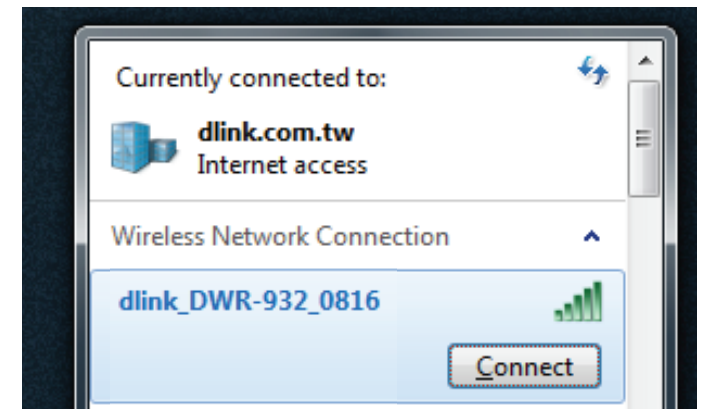 Currently connected to:
dlink.com.tw
Internet access
Wireless Network Connection
dlink_DWR-932_0816
Connect